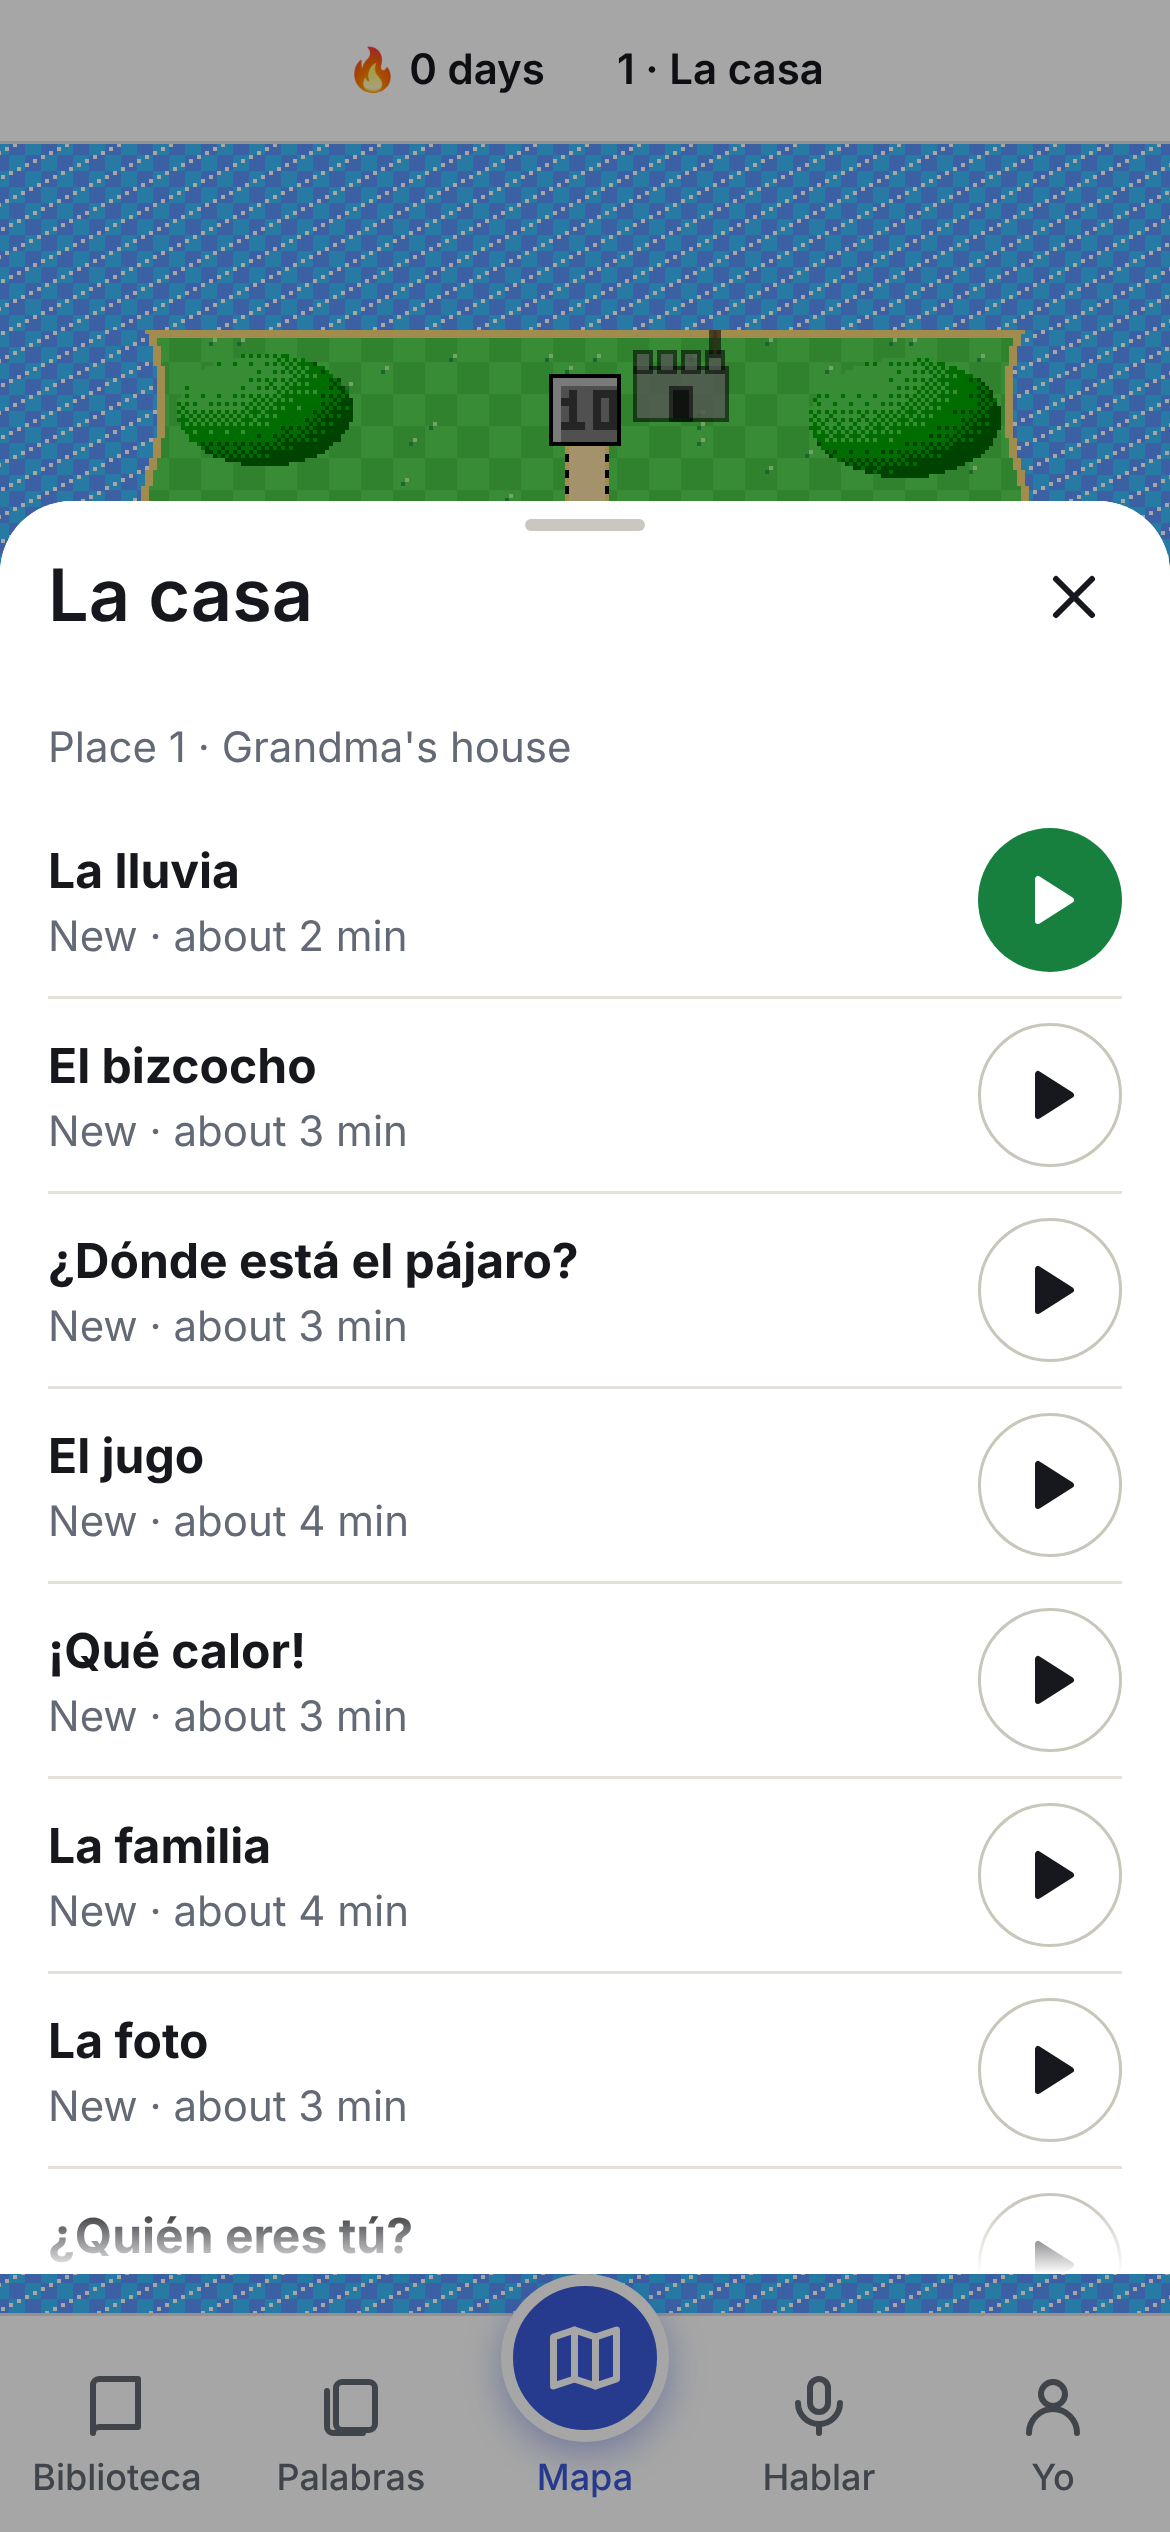 🔥 0 days 1 · La casa
10
La casa
Place 1 · Grandma's house
La lluvia
New · about 2 min
El bizcocho
New · about 3 min
¿Dónde está el pájaro?
New · about 3 min
El jugo
New · about 4 min
¡Qué calor!
New · about 3 min
La familia
New · about 4 min
La foto
New · about 3 min
¿Quién eres tú?
Biblioteca Palabras Mapa Hablar Yo